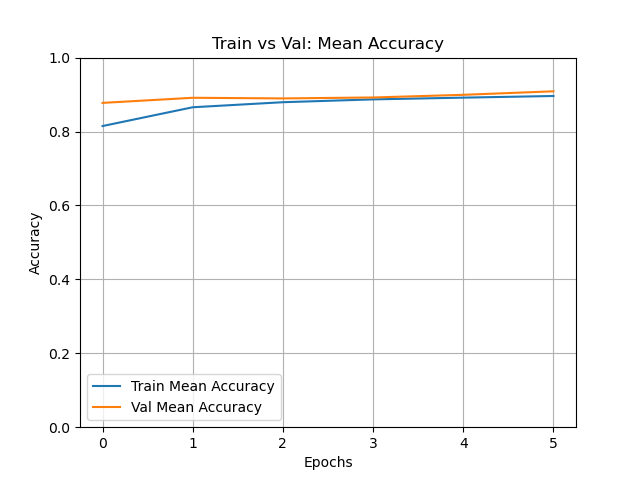 Train vs Val: Mean Accuracy
1.0
0.8
0.6
0.4
0.2
0.0
Accuracy
Train Mean Accuracy
Val Mean Accuracy
0 1 2 3 4 5
Epochs